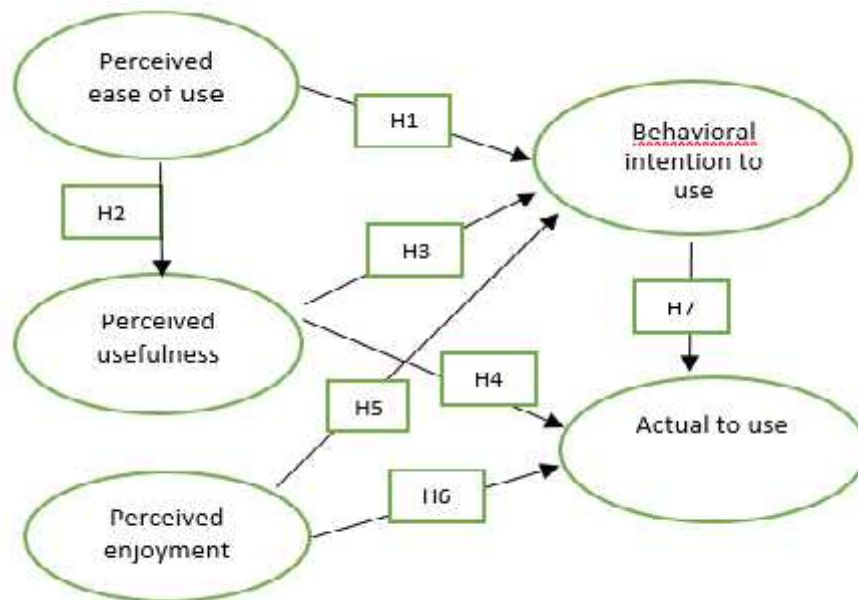 Perceived
ease of use
H1
Behavioral
intention to
use
H2
H3
Perceived
usefulness
H7
H4
H5
Actual to use
H6
Perceived
enjoyment